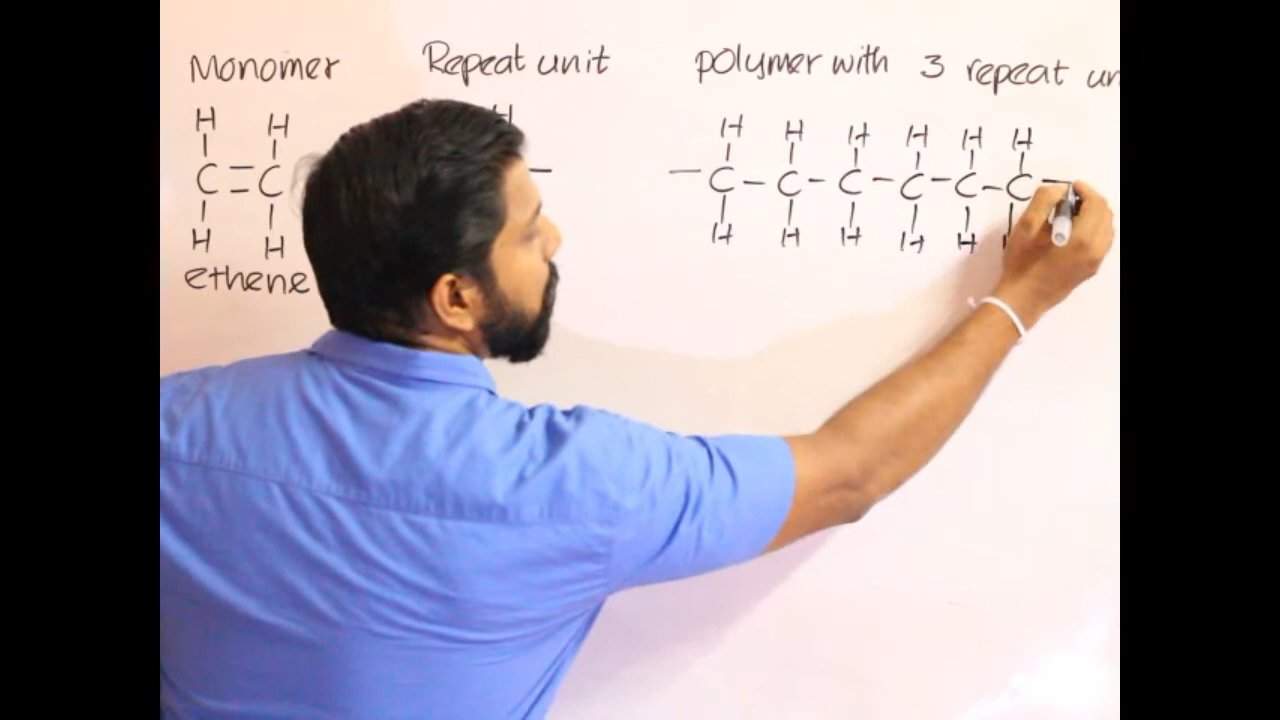 Monomer Repeat unit polymer with 3 repeat
H H H H H H H H H
C = C - C - C - C - C - C - C -
H H H H H H H
ethene